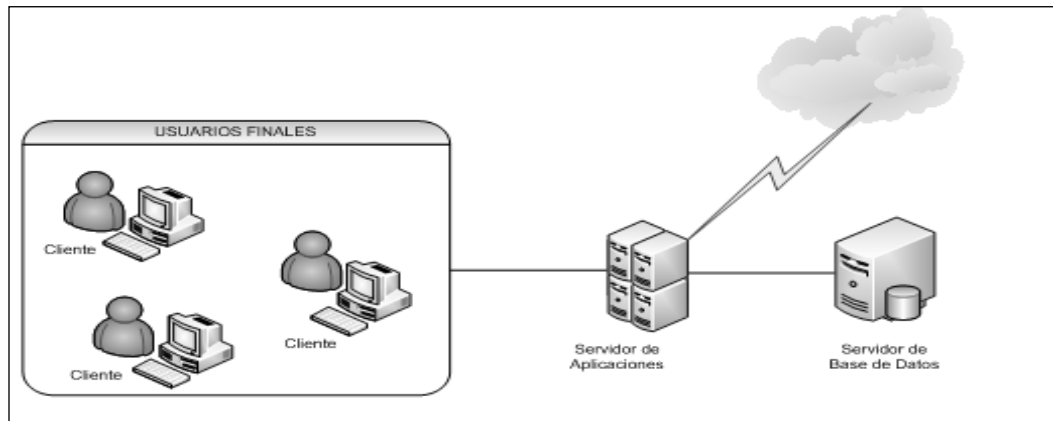 USUARIOS FINALES
Cliente
Cliente
Cliente
Servidor de
Aplicaciones
Servidor de
Base de Datos